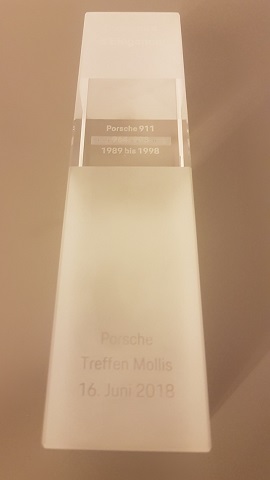 Porsche 911
1989 bis 1998
Porsche
Treffen Mollis
16. Juni 2018